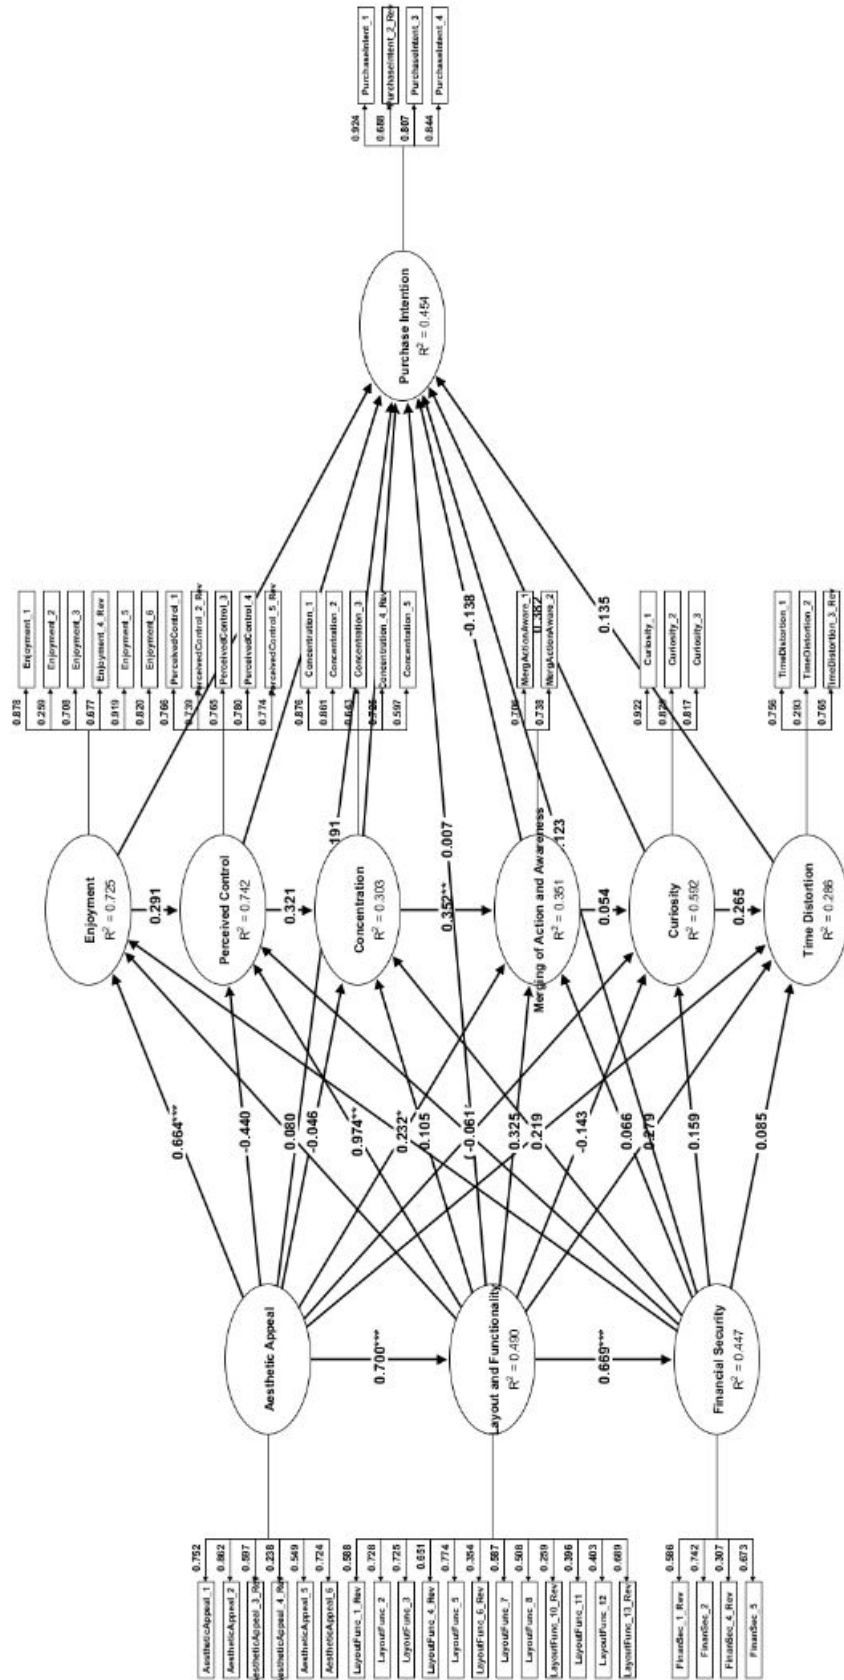 PurchaseIntent_1
PurchaseIntent_2_Rev
PurchaseIntent_3
PurchaseIntent_4
0.924
0.688
0.807
0.844
Purchase Intention
R² = 0.454
Enjoyment_1
Enjoyment_2
Enjoyment_3
Enjoyment_4_Rev
Enjoyment_5
Enjoyment_6
PerceivedControl_1
PerceivedControl_2_Rev
PerceivedControl_3
PerceivedControl_4
PerceivedControl_5_Rev
Concentration_1
Concentration_2
Concentration_3
Concentration_4_Rev
Concentration_5
MergActionAware_1
MergActionAware_2
Curiosity_1
Curiosity_2
Curiosity_3
TimeDistortion_1
TimeDistortion_2
TimeDistortion_3_Rev
0.878
0.259
0.708
0.677
0.919
0.820
0.766
0.739
0.765
0.780
0.774
0.876
0.861
0.597
0.738
0.922
0.817
0.756
0.293
0.765
-0.138
0.382
0.135
0.007
Enjoyment
R² = 0.725
0.291
Perceived Control
R² = 0.742
0.321
Concentration
R² = 0.303
0.352**
Merging of Action and Awareness
R² = 0.351
0.054
Curiosity
R² = 0.592
0.265
Time Distortion
R² = 0.286
0.664***
-0.440
0.080
-0.046
0.974**
0.232*
0.105
-0.061
0.325
0.219
-0.143
0.066
0.279
0.159
0.085
Aesthetic Appeal
0.700***
Layout and Functionality
R² = 0.490
0.669***
Financial Security
R² = 0.447
0.752
0.862
0.597
0.238
0.549
0.724
0.588
0.728
0.725
0.651
0.774
0.354
0.587
0.508
0.259
0.396
0.403
0.689
0.586
0.742
0.307
0.673
AestheticAppeal_1
AestheticAppeal_2
AestheticAppeal_3_Rev
AestheticAppeal_4_Rev
AestheticAppeal_5
AestheticAppeal_6
LayoutFunc_1_Rev
LayoutFunc_2
LayoutFunc_3
LayoutFunc_4_Rev
LayoutFunc_5
LayoutFunc_6_Rev
LayoutFunc_7
LayoutFunc_8
LayoutFunc_10_Rev
LayoutFunc_11
LayoutFunc_12
LayoutFunc_13_Rev
FinanSec_1_Rev
FinanSec_2
FinanSec_4_Rev
FinanSec_5